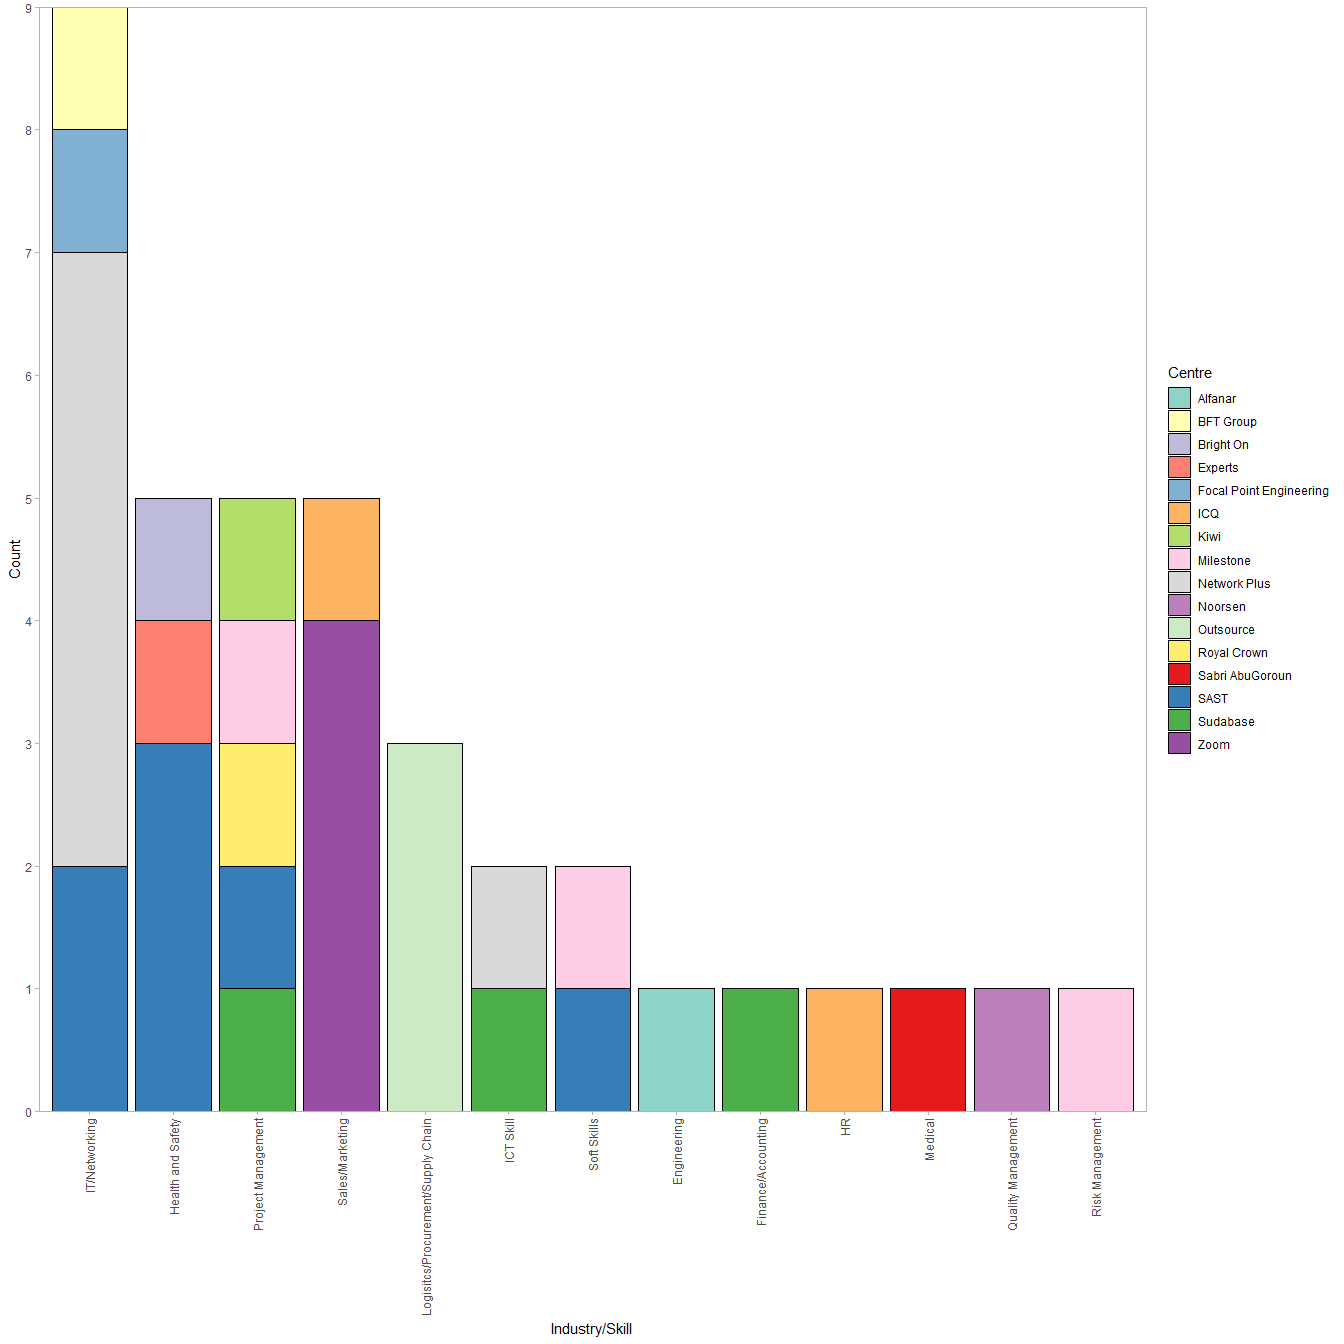 9
8
7
6
5
4
3
2
1
0
Count
IT/Networking
Health and Safety
Project Management
Sales/Marketing
Logisitcs/Procurement/Supply Chain
ICT Skill
Soft Skills
Engineering
Finance/Accounting
HR
Medical
Quality Management
Risk Management
Industry/Skill
Centre
Alfanar
BFT Group
Bright On
Experts
Focal Point Engineering
ICQ
Kiwi
Milestone
Network Plus
Noorsen
Outsource
Royal Crown
Sabri AbuGoroun
SAST
Sudabase
Zoom